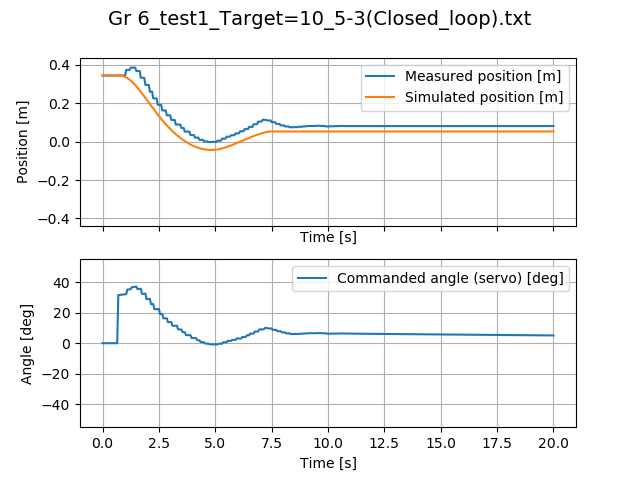 Gr 6_test1_Target=10_5-3(Closed_loop).txt
0.4
0.2
0.0
−0.2
−0.4
Position [m]
Measured position [m]
Simulated position [m]
Time [s]
40
20
0
−20
−40
Angle [deg]
Commanded angle (servo) [deg]
0.0 2.5 5.0 7.5 10.0 12.5 15.0 17.5 20.0
Time [s]